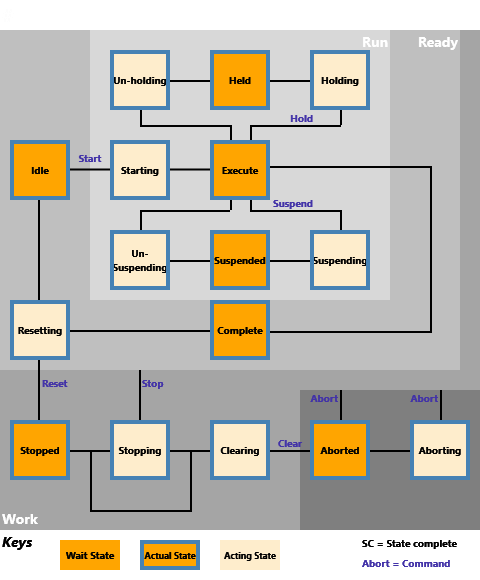 Run Ready
Un-holding Held Holding
Hold
Start
Idle Starting Execute
Suspend
Un-
Suspending Suspended Suspending
Resetting Complete
Reset Stop
Abort Abort
Clear
Stopped Stopping Clearing Aborted Aborting
Work
Keys
SC = State complete
Wait State Actual State Acting State
Abort = Command